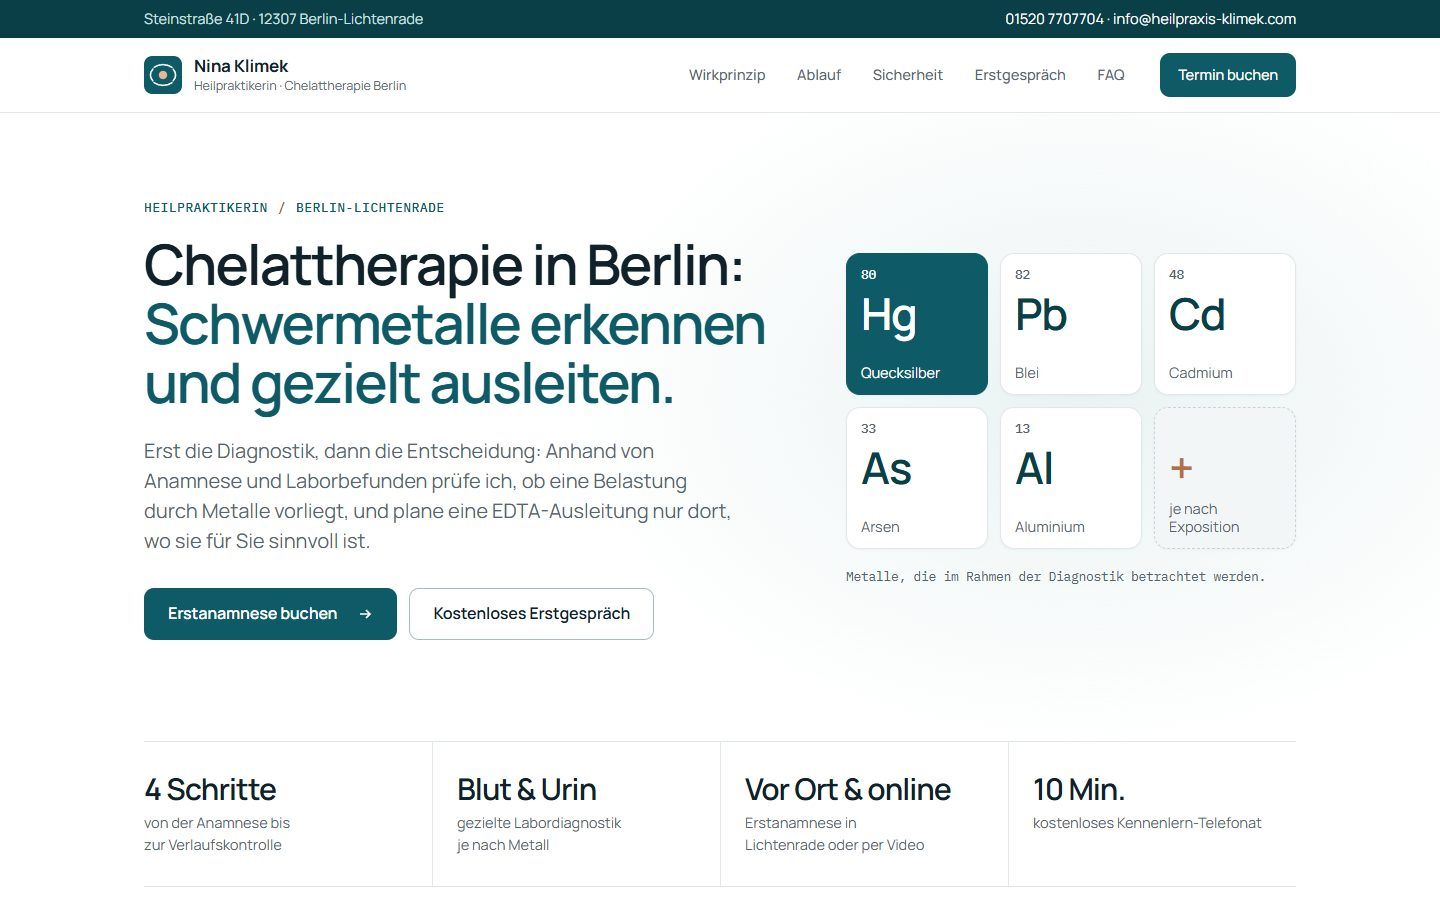 Steinstraße 41D · 12307 Berlin-Lichtenrade
01520 7707704 · info@heilpraxis-klimek.com
Nina Klimek
Heilpraktikerin · Chelattherapie Berlin
Wirkprinzip
Ablauf
Sicherheit
Erstgespräch
FAQ
Termin buchen
HEILPRAKTIKERIN / BERLIN-LICHTENRADE
Chelattherapie in Berlin:
Schwermetalle erkennen
und gezielt ausleiten.
Erst die Diagnostik, dann die Entscheidung: Anhand von
Anamnese und Laborbefunden prüfe ich, ob eine Belastung
durch Metalle vorliegt, und plane eine EDTA-Ausleitung nur dort,
wo sie für Sie sinnvoll ist.
Erstanamnese buchen →
Kostenloses Erstgespräch
80
Hg
Quecksilber
82
Pb
Blei
48
Cd
Cadmium
33
As
Arsen
13
Al
Aluminium
+
je nach
Exposition
Metalle, die im Rahmen der Diagnostik betrachtet werden.
4 Schritte
von der Anamnese bis
zur Verlaufskontrolle
Blut & Urin
gezielte Labordiagnostik
je nach Metall
Vor Ort & online
Erstanamnese in
Lichtenrade oder per Video
10 Min.
kostenloses Kennenlern-Telefonat